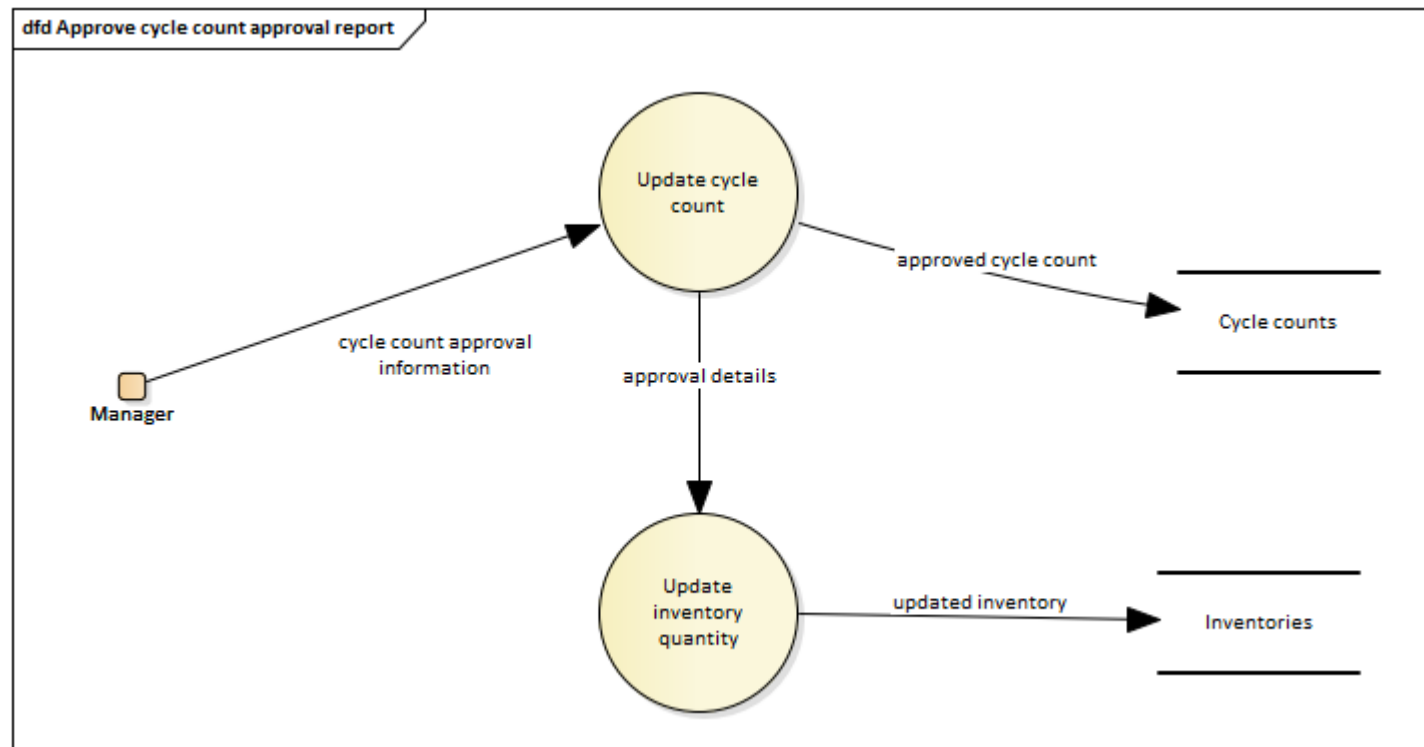 dfd Approve cycle count approval report
Update cycle
count
approved cycle count
Cycle counts
cycle count approval
information
approval details
Manager
Update
inventory
quantity
updated inventory
Inventories